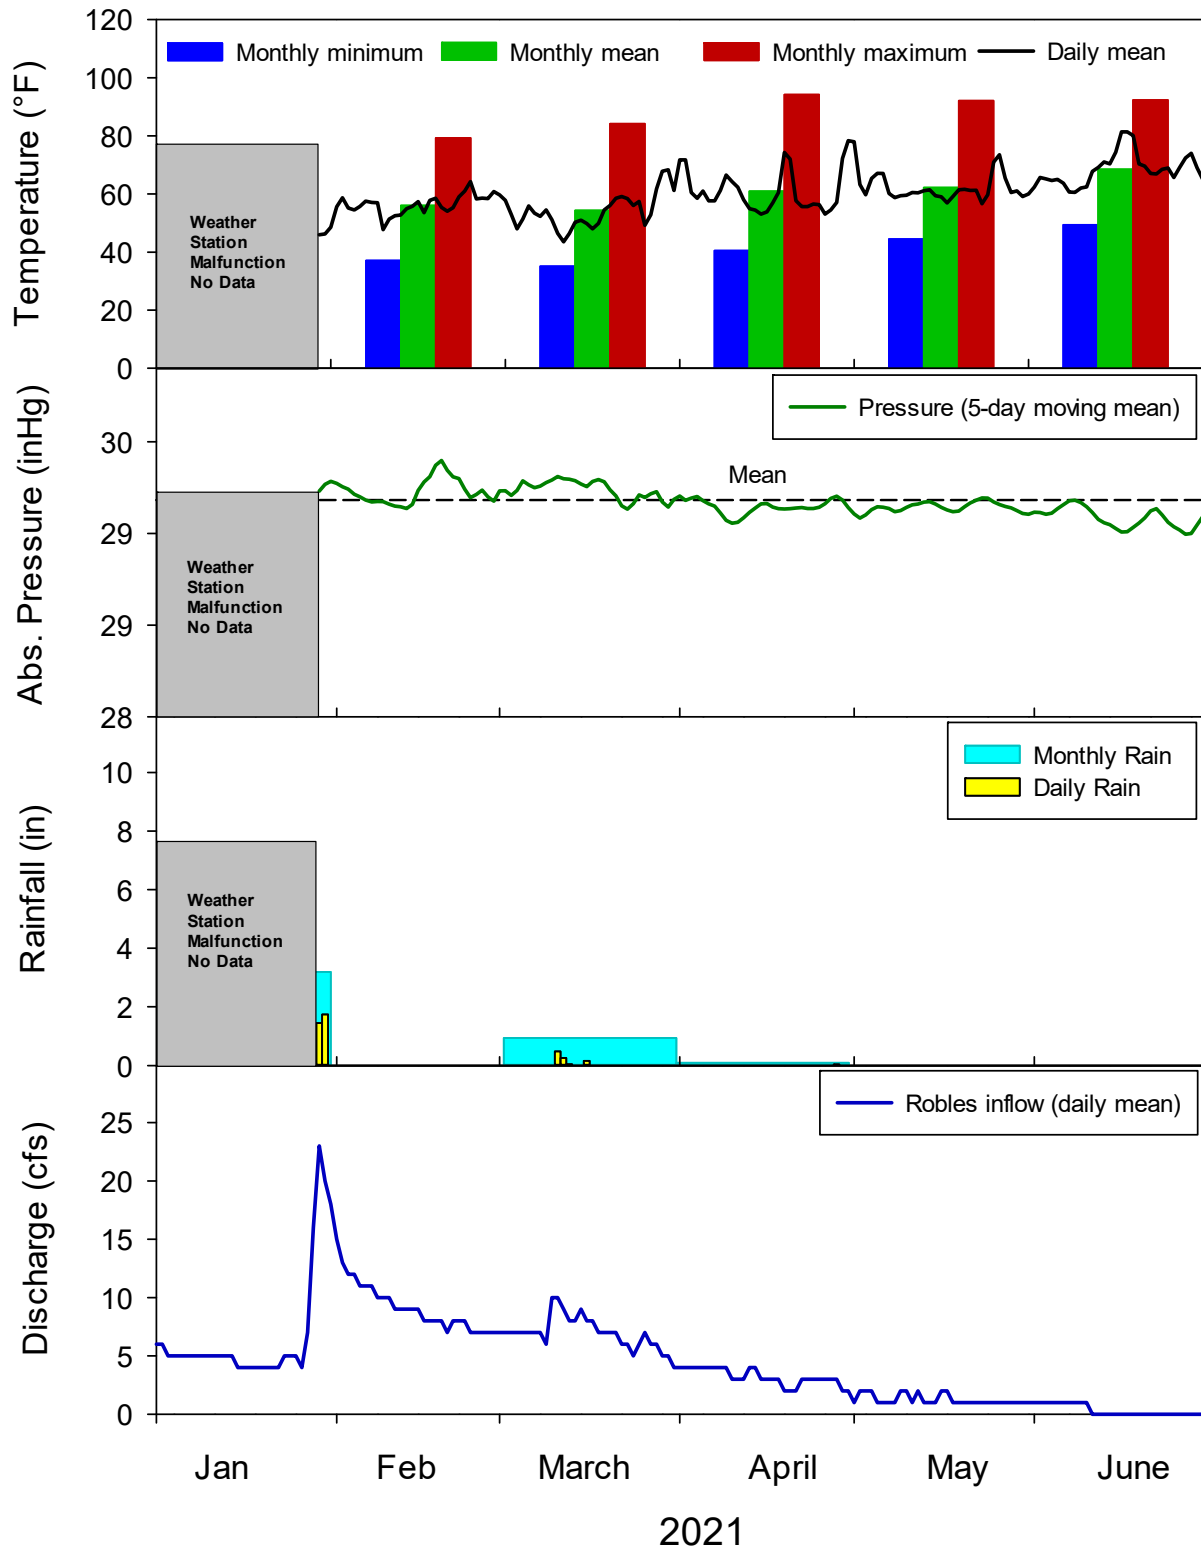 120
100
80
60
40
20
0
Temperature (°F)
Monthly minimum
Monthly mean
Monthly maximum
Daily mean
Weather
Station
Malfunction
No Data
30
29
29
28
Abs. Pressure (inHg)
Pressure (5-day moving mean)
Mean
Weather
Station
Malfunction
No Data
10
8
6
4
2
0
Rainfall (in)
Monthly Rain
Daily Rain
Weather
Station
Malfunction
No Data
25
20
15
10
5
0
Discharge (cfs)
Robles inflow (daily mean)
Jan
Feb
March
April
May
June
2021